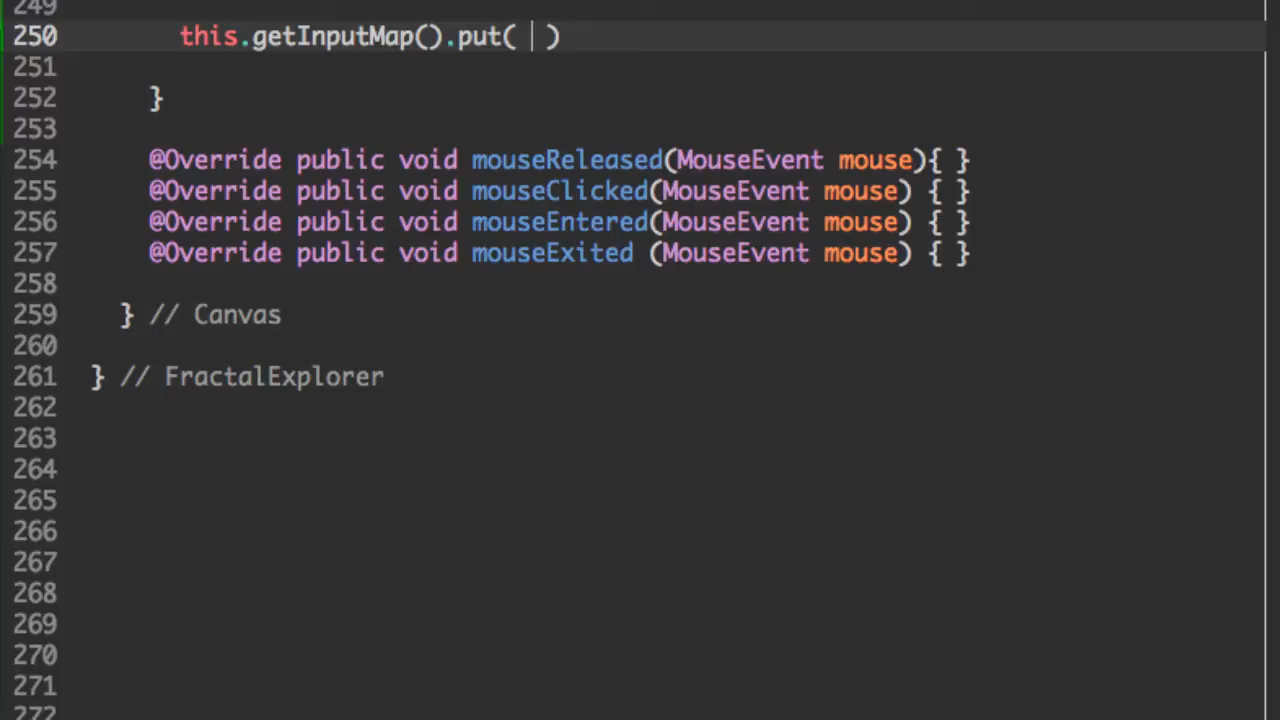 249
250 this.getInputMap().put( )
251
252 }
253
254 @Override public void mouseReleased(MouseEvent mouse){ }
255 @Override public void mouseClicked(MouseEvent mouse) { }
256 @Override public void mouseEntered(MouseEvent mouse) { }
257 @Override public void mouseExited (MouseEvent mouse) { }
258
259 } // Canvas
260
261 } // FractalExplorer
262
263
264
265
266
267
268
269
270
271
272